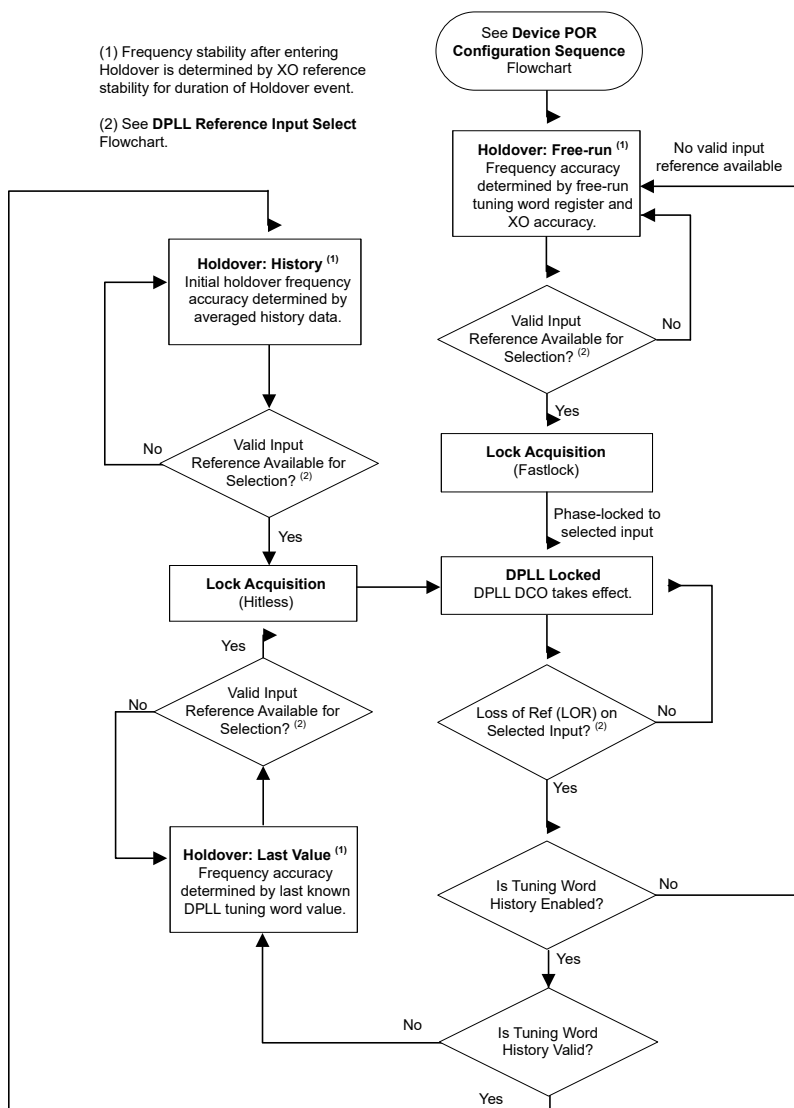 (1) Frequency stability after entering
Holdover is determined by XO reference
stability for duration of Holdover event.
(2) See DPLL Reference Input Select
Flowchart.
See Device POR
Configuration Sequence
Flowchart
Holdover: Free-run (1)
Frequency accuracy
determined by free-run
tuning word register and
XO accuracy.
No valid input
reference available
Valid Input
Reference Available for
Selection? (2)
No
Yes
Lock Acquisition
(Fastlock)
Phase-locked to
selected input
Holdover: History (1)
Initial holdover frequency
accuracy determined by
averaged history data.
No
Valid Input
Reference Available for
Selection? (2)
Yes
Lock Acquisition
(Hitless)
DPLL Locked
DPLL DCO takes effect.
Yes
No
Valid Input
Reference Available for
Selection? (2)
Loss of Ref (LOR) on
Selected Input? (2)
No
Yes
Holdover: Last Value (1)
Frequency accuracy
determined by last known
DPLL tuning word value.
Is Tuning Word
History Enabled?
No
Yes
No
Is Tuning Word
History Valid?
Yes